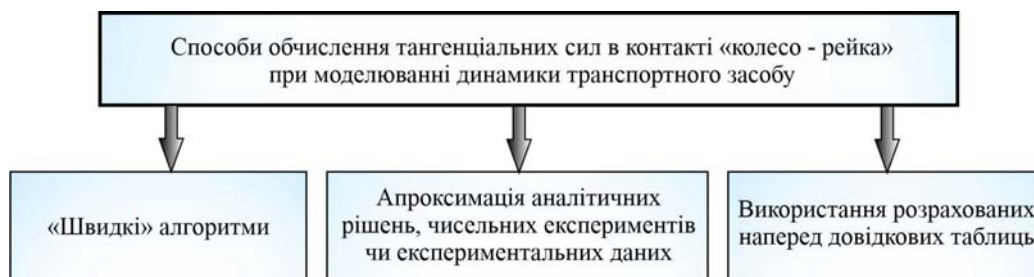 Способи обчислення тангенціальних сил в контакті «колесо - рейка»
при моделюванні динаміки транспортного засобу
«Швидкі» алгоритми
Апроксимація аналітичних
рішень, чисельних експериментів
чи експериментальних даних
Використання розрахованих
наперед довідкових таблиць